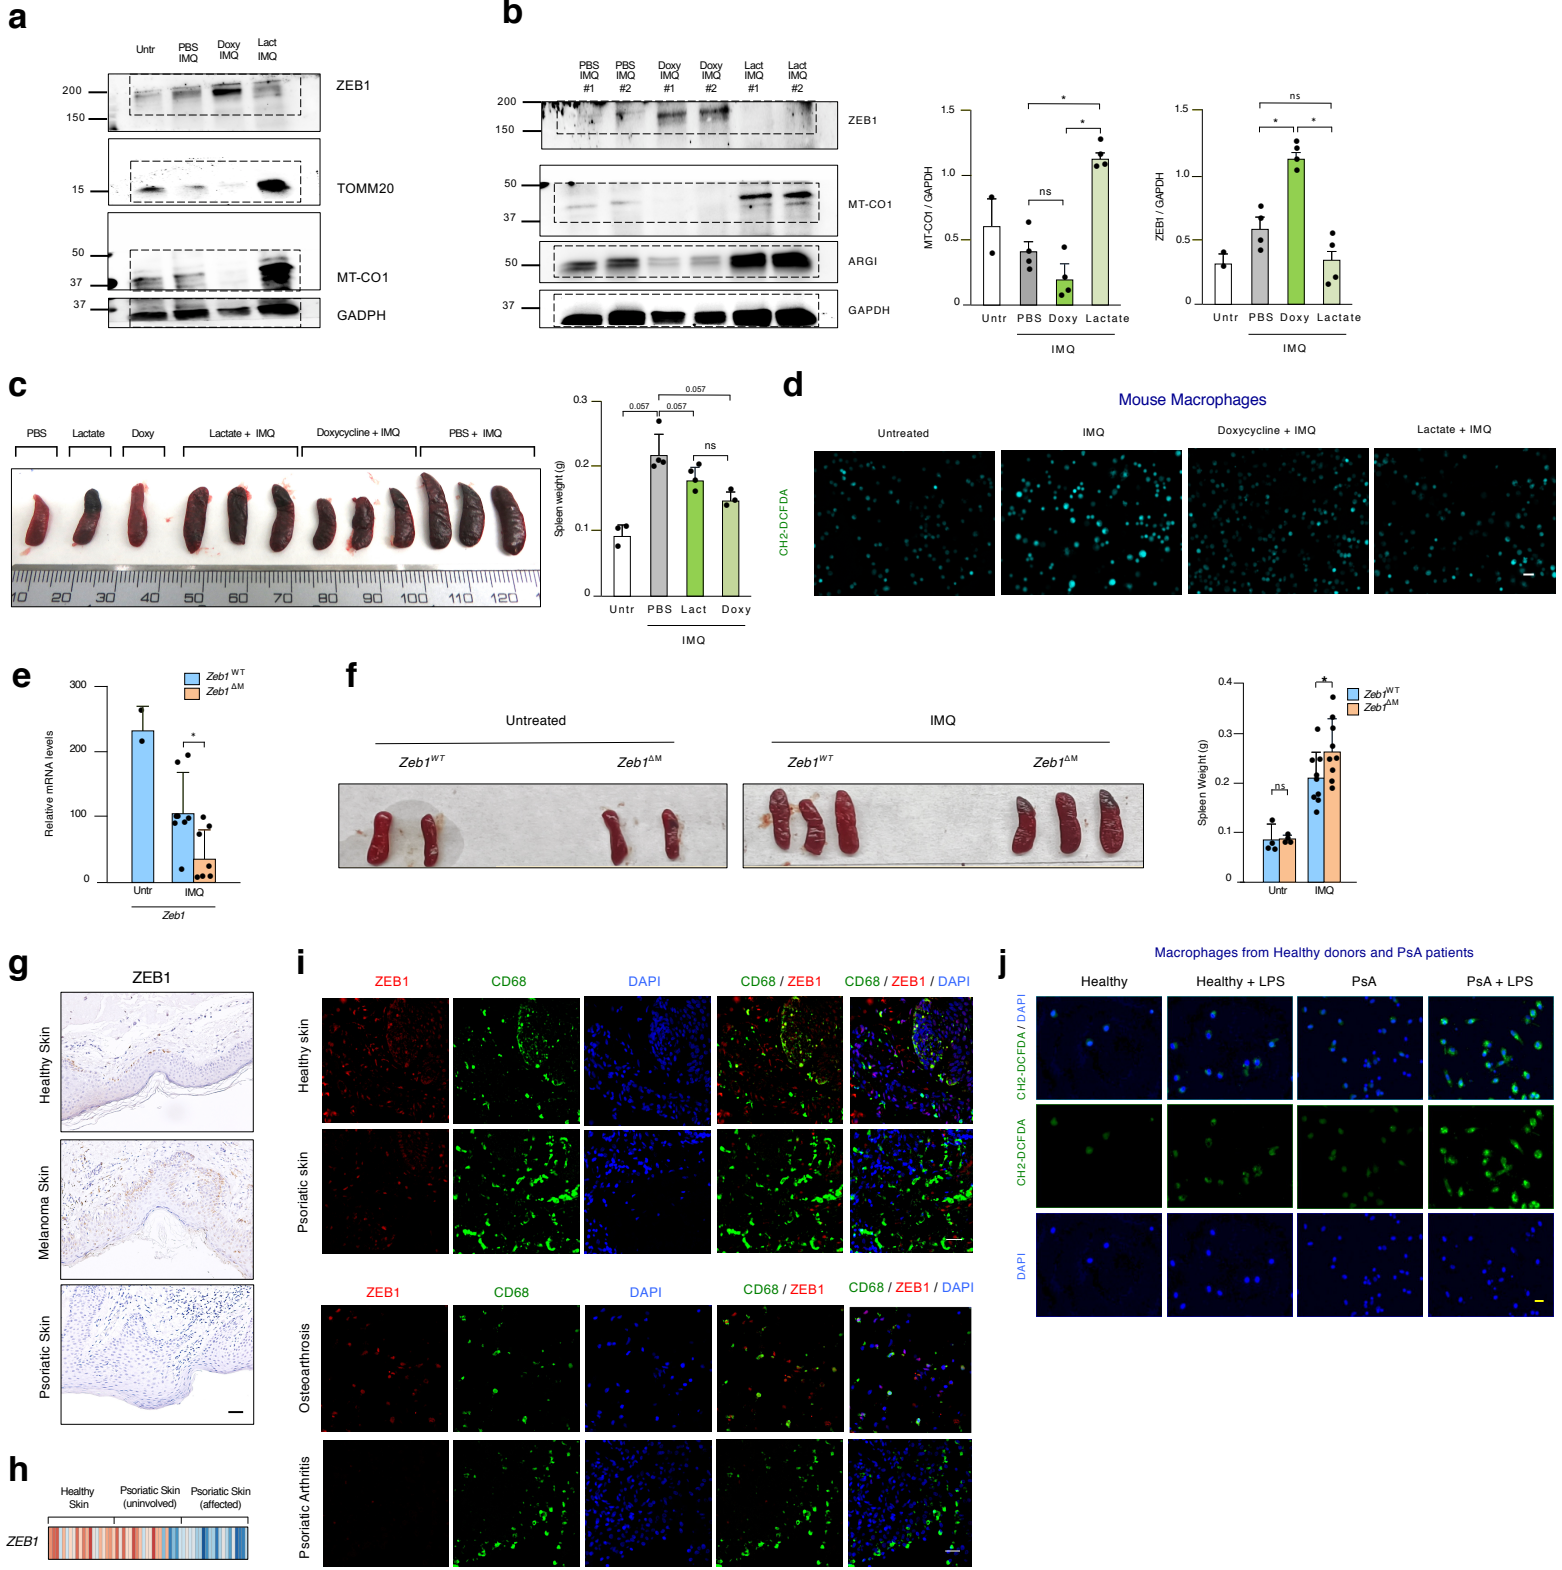 a
Untr
PBS
IMQ
Doxy
IMQ
Lact
IMQ
200
150
ZEB1
15
TOMM20
50
37
MT-CO1
37
GADPH
b
PBS
IMQ
#1
PBS
IMQ
#2
Doxy
IMQ
#1
Doxy
IMQ
#2
Lact
IMQ
#1
Lact
IMQ
#2
200
150
ZEB1
50
37
MT-CO1
50
ARGI
37
GAPDH
MT-CO1 / GAPDH
1.5
1.0
0.5
0
*
*
ns
Untr PBS Doxy Lactate
IMQ
ZEB1 / GAPDH
1.5
1.0
0.5
0
ns
* *
Untr PBS Doxy Lactate
IMQ
c
PBS Lactate Doxy Lactate + IMQ Doxycycline + IMQ PBS + IMQ
10 20 30 40 50 60 70 80 90 100 110 120
Spleen weight (g)
0.3
0.2
0.1
0
0.057
0.057 0.057
ns
Untr PBS Lact Doxy
IMQ
d
Mouse Macrophages
Untreated IMQ Doxycycline + IMQ Lactate + IMQ
CH2-DCFDA
e
Relative mRNA levels
300
200
100
0
Zeb1 WT
Zeb1 ΔM
*
Untr IMQ
Zeb1
f
Untreated IMQ
Zeb1WT Zeb1ΔM Zeb1WT Zeb1ΔM
Spleen Weight (g)
0.4
0.3
0.2
0.1
0
*
ns
Zeb1WT
Zeb1ΔM
Untr IMQ
g
ZEB1
Healthy Skin
Melanoma Skin
Psoriatic Skin
h
Healthy
Skin
Psoriatic Skin
(uninvolved)
Psoriatic Skin
(affected)
ZEB1
i
ZEB1 CD68 DAPI CD68 / ZEB1 CD68 / ZEB1 / DAPI
Healthy skin
Psoriatic skin
ZEB1 CD68 DAPI CD68 / ZEB1 CD68 / ZEB1 / DAPI
Osteoarthrosis
Psoriatic Arthritis
j
Macrophages from Healthy donors and PsA patients
Healthy Healthy + LPS PsA PsA + LPS
CH2-DCFDA / DAPI
CH2-DCFDA
DAPI